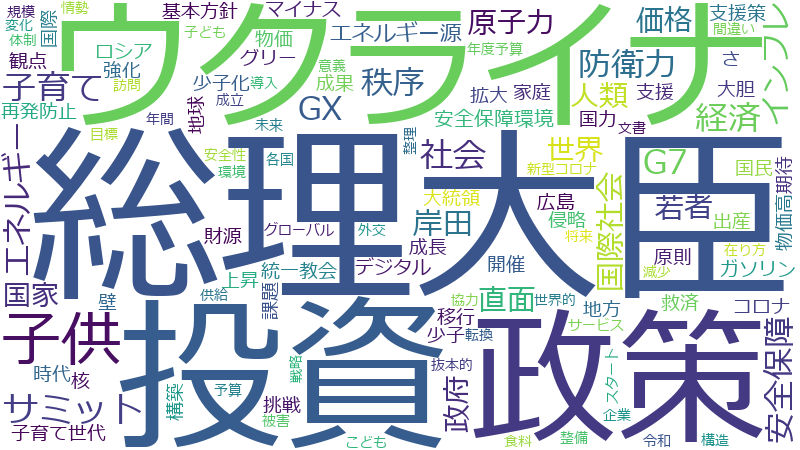 規模
情勢
基本方針
マイナス
原子力
価格
支援策
変化
国際
子ども
ウクライナ
間違い
体制
ロシア
物価
グリーン
エネルギー源
年度予算
さ
観点
強化
少子化
導入
意義
成果
秩序
防衛力
インフレ
子育て
訪問
成立
GX
拡大
家庭
人類
支援
大胆
再発防止
地球
安全保障環境
国力
文書
経済
目標
年間
未来
整理
総理大臣
安全性
各国
環境
社会
新型コロナ
世界
G7
国民
物価高
期待
エネルギー
大統領
広島
国際社会
若者
財源
グローバル
外交
岸田
侵略
将来
出産
成長
原則
在り方
国家
壁
上昇
統一教会
デジタル
開催
減少
ガソリン
供給
課題
直面
世界的
救済
コロナ
子供
投資
協力
移行
地方
政策
安全保障
少子
転換
サービス
時代
核
戦略
抜本的
スタート
サミット
構築
予算
挑戦
政府
企業
子育て世代
被害
こども
食料
整備
令和
構造